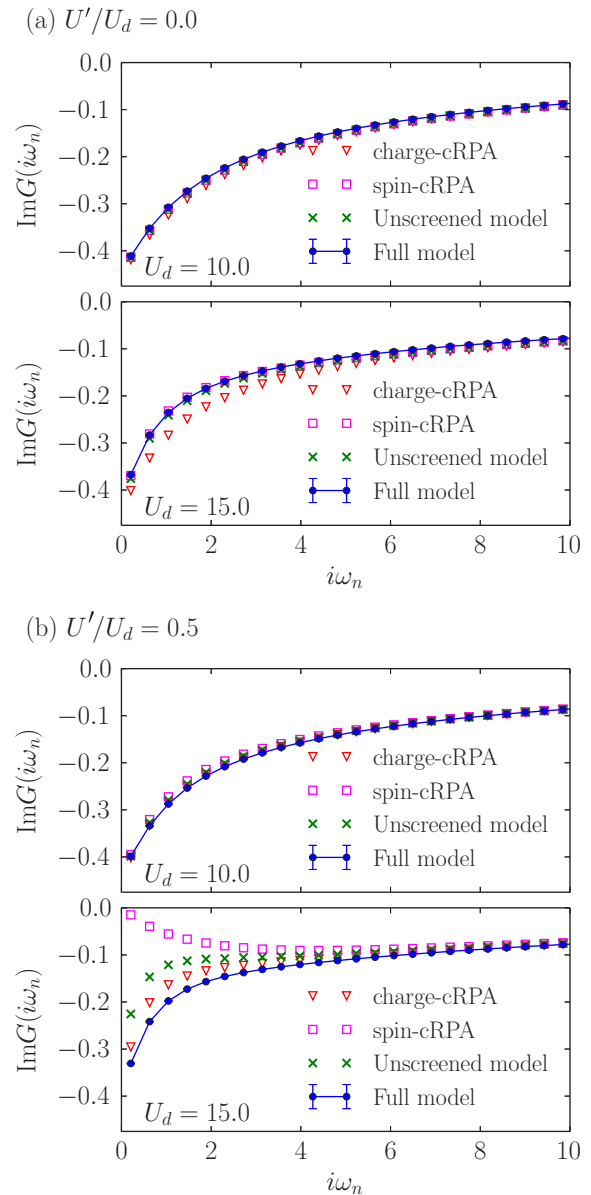 (a) U′/U_d = 0.0
0.0
−0.1
−0.2
−0.3
−0.4
ImG(iω_n)
charge-cRPA
spin-cRPA
Unscreened model
Full model
U_d = 10.0
0.0
−0.1
−0.2
−0.3
−0.4
ImG(iω_n)
charge-cRPA
spin-cRPA
Unscreened model
Full model
U_d = 15.0
0 2 4 6 8 10
iω_n
(b) U′/U_d = 0.5
0.0
−0.1
−0.2
−0.3
−0.4
ImG(iω_n)
charge-cRPA
spin-cRPA
Unscreened model
Full model
U_d = 10.0
0.0
−0.1
−0.2
−0.3
−0.4
ImG(iω_n)
charge-cRPA
spin-cRPA
Unscreened model
Full model
U_d = 15.0
0 2 4 6 8 10
iω_n